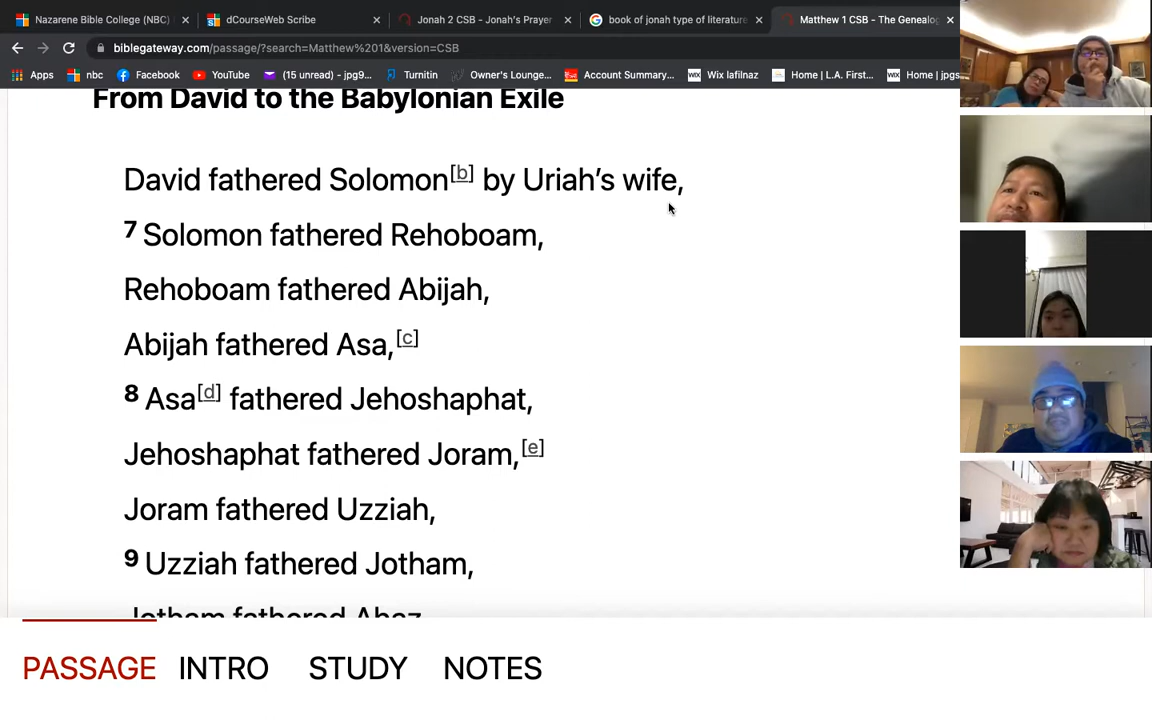 Nazarene Bible College (NBC)
dCourseWeb Scribe
Jonah 2 CSB - Jonah's Prayer
book of jonah type of literature
Matthew 1 CSB - The Genealog
biblegateway.com/passage/?search=Matthew%201&version=CSB
Apps nbc Facebook YouTube (15 unread) - jpg9... Turnitin Owner's Lounge... Account Summary... Wix lafilnaz Home | L.A. First... Home | jpgs
From David to the Babylonian Exile
David fathered Solomon[b] by Uriah's wife,
7 Solomon fathered Rehoboam,
Rehoboam fathered Abijah,
Abijah fathered Asa,[c]
8 Asa[d] fathered Jehoshaphat,
Jehoshaphat fathered Joram,[e]
Joram fathered Uzziah,
9 Uzziah fathered Jotham,
Jotham fathered Ahaz
PASSAGE INTRO STUDY NOTES